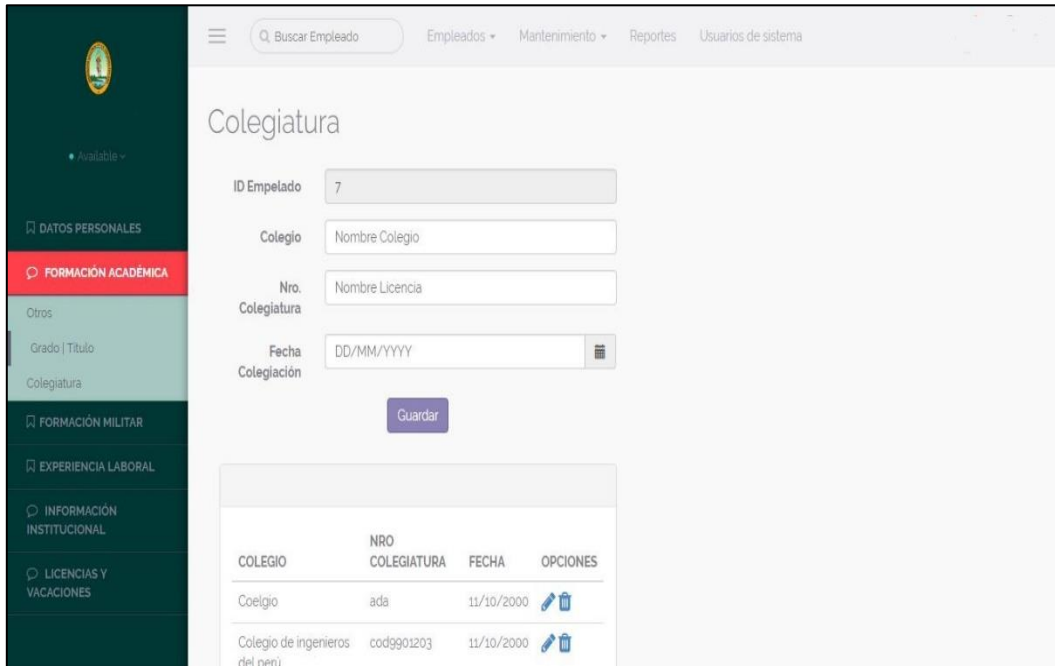 Buscar Empleado
Empleados
Mantenimiento
Reportes
Usuarios de sistema
Available
DATOS PERSONALES
FORMACIÓN ACADÉMICA
Otros
Grado | Título
Colegiatura
FORMACIÓN MILITAR
EXPERIENCIA LABORAL
INFORMACIÓN
INSTITUCIONAL
LICENCIAS Y
VACACIONES
Colegiatura
ID Empelado 7
Colegio Nombre Colegio
Nro.
Colegiatura
Nombre Licencia
Fecha
Colegiación
DD/MM/YYYY
Guardar
COLEGIO NRO COLEGIATURA FECHA OPCIONES
Coelgio ada 11/10/2000
Colegio de ingenieros cod9901203 11/10/2000
del perú